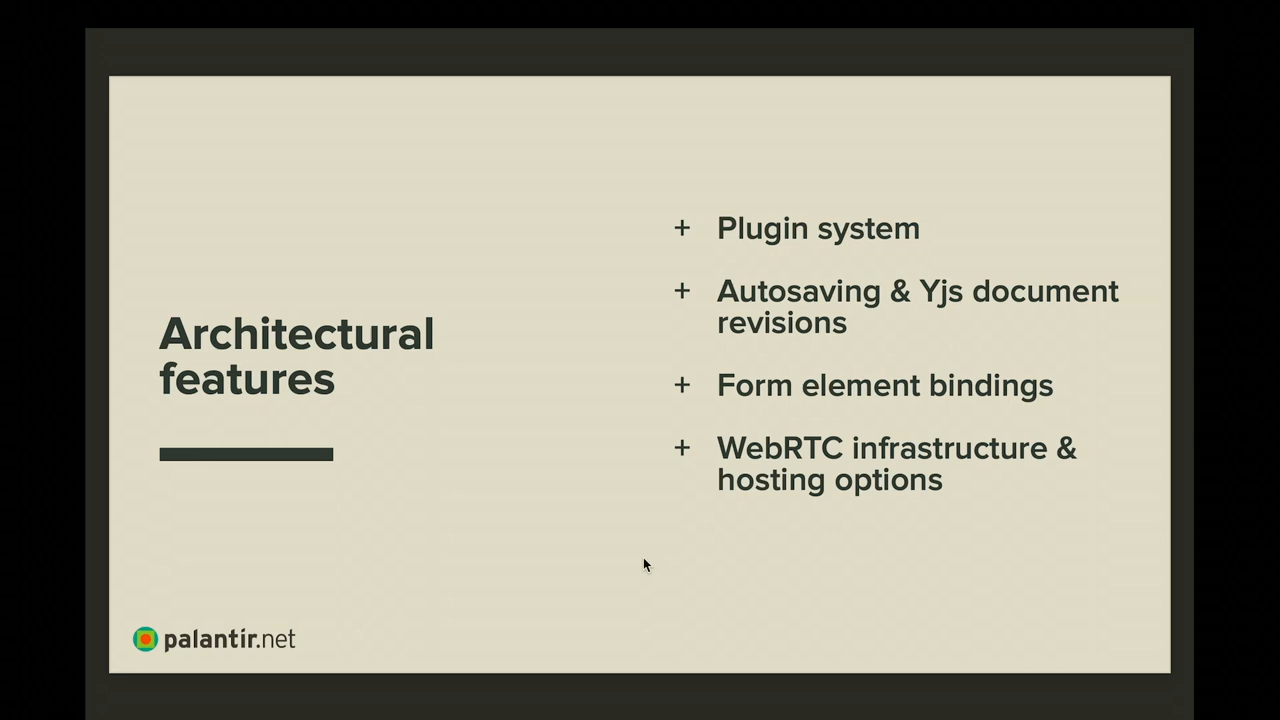 Architectural
features
+ Plugin system
+ Autosaving & Yjs document
revisions
+ Form element bindings
+ WebRTC infrastructure &
hosting options
palantir.net